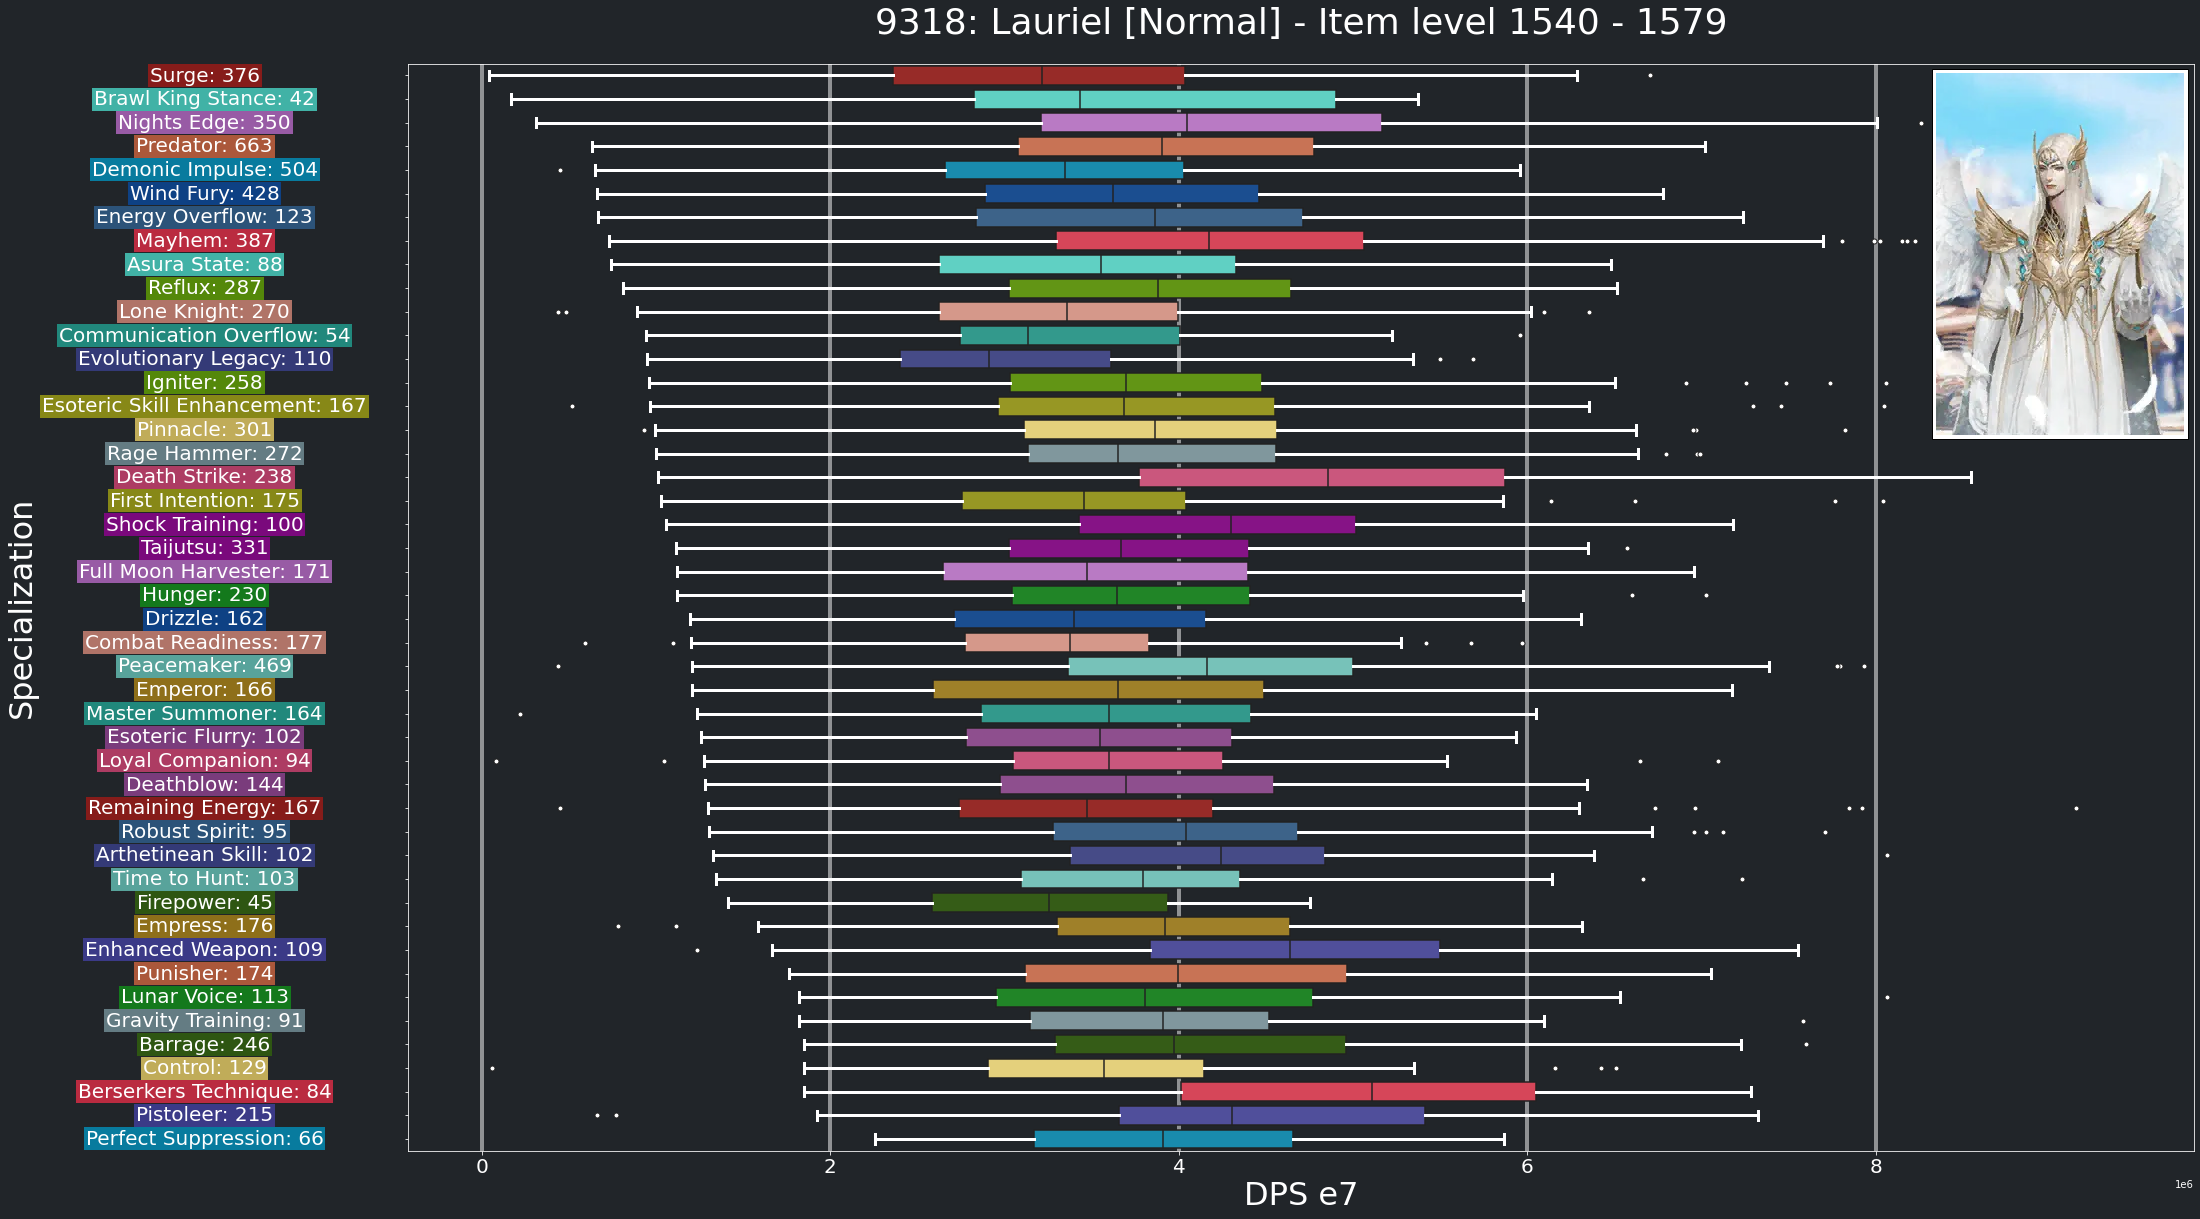 9318: Lauriel [Normal] - Item level 1540 - 1579
Surge: 376
Brawl King Stance: 42
Nights Edge: 350
Predator: 663
Demonic Impulse: 504
Wind Fury: 428
Energy Overflow: 123
Mayhem: 387
Asura State: 88
Reflux: 287
Lone Knight: 270
Communication Overflow: 54
Evolutionary Legacy: 110
Igniter: 258
Esoteric Skill Enhancement: 167
Pinnacle: 301
Rage Hammer: 272
Death Strike: 238
First Intention: 175
Shock Training: 100
Taijutsu: 331
Full Moon Harvester: 171
Hunger: 230
Drizzle: 162
Combat Readiness: 177
Peacemaker: 469
Emperor: 166
Master Summoner: 164
Esoteric Flurry: 102
Loyal Companion: 94
Deathblow: 144
Remaining Energy: 167
Robust Spirit: 95
Arthetinean Skill: 102
Time to Hunt: 103
Firepower: 45
Empress: 176
Enhanced Weapon: 109
Punisher: 174
Lunar Voice: 113
Gravity Training: 91
Barrage: 246
Control: 129
Berserkers Technique: 84
Pistoleer: 215
Perfect Suppression: 66
Specialization
0 2 4 6 8
DPS e7
1e6